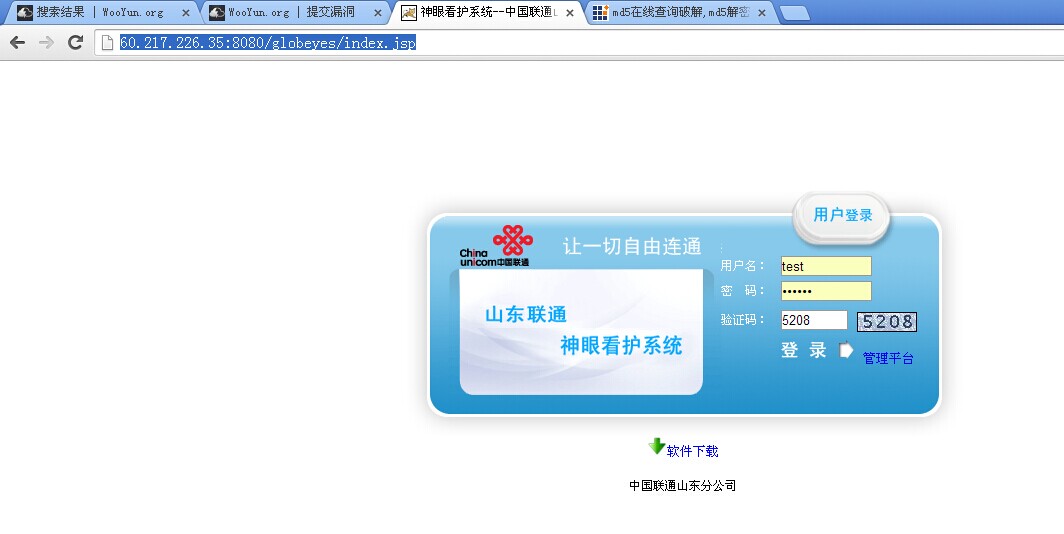 搜索结果 | WooYun.org
WooYun.org | 提交漏洞
神眼看护系统--中国联通
md5在线查询破解,md5解密
60.217.226.35:8080/globeyes/index.jsp
用户登录
China
unicom中国联通
让一切自由连通
用户名：
test
密 码：
••••••
山东联通
神眼看护系统
验证码：
5208
5208
登 录
管理平台
软件下载
中国联通山东分公司